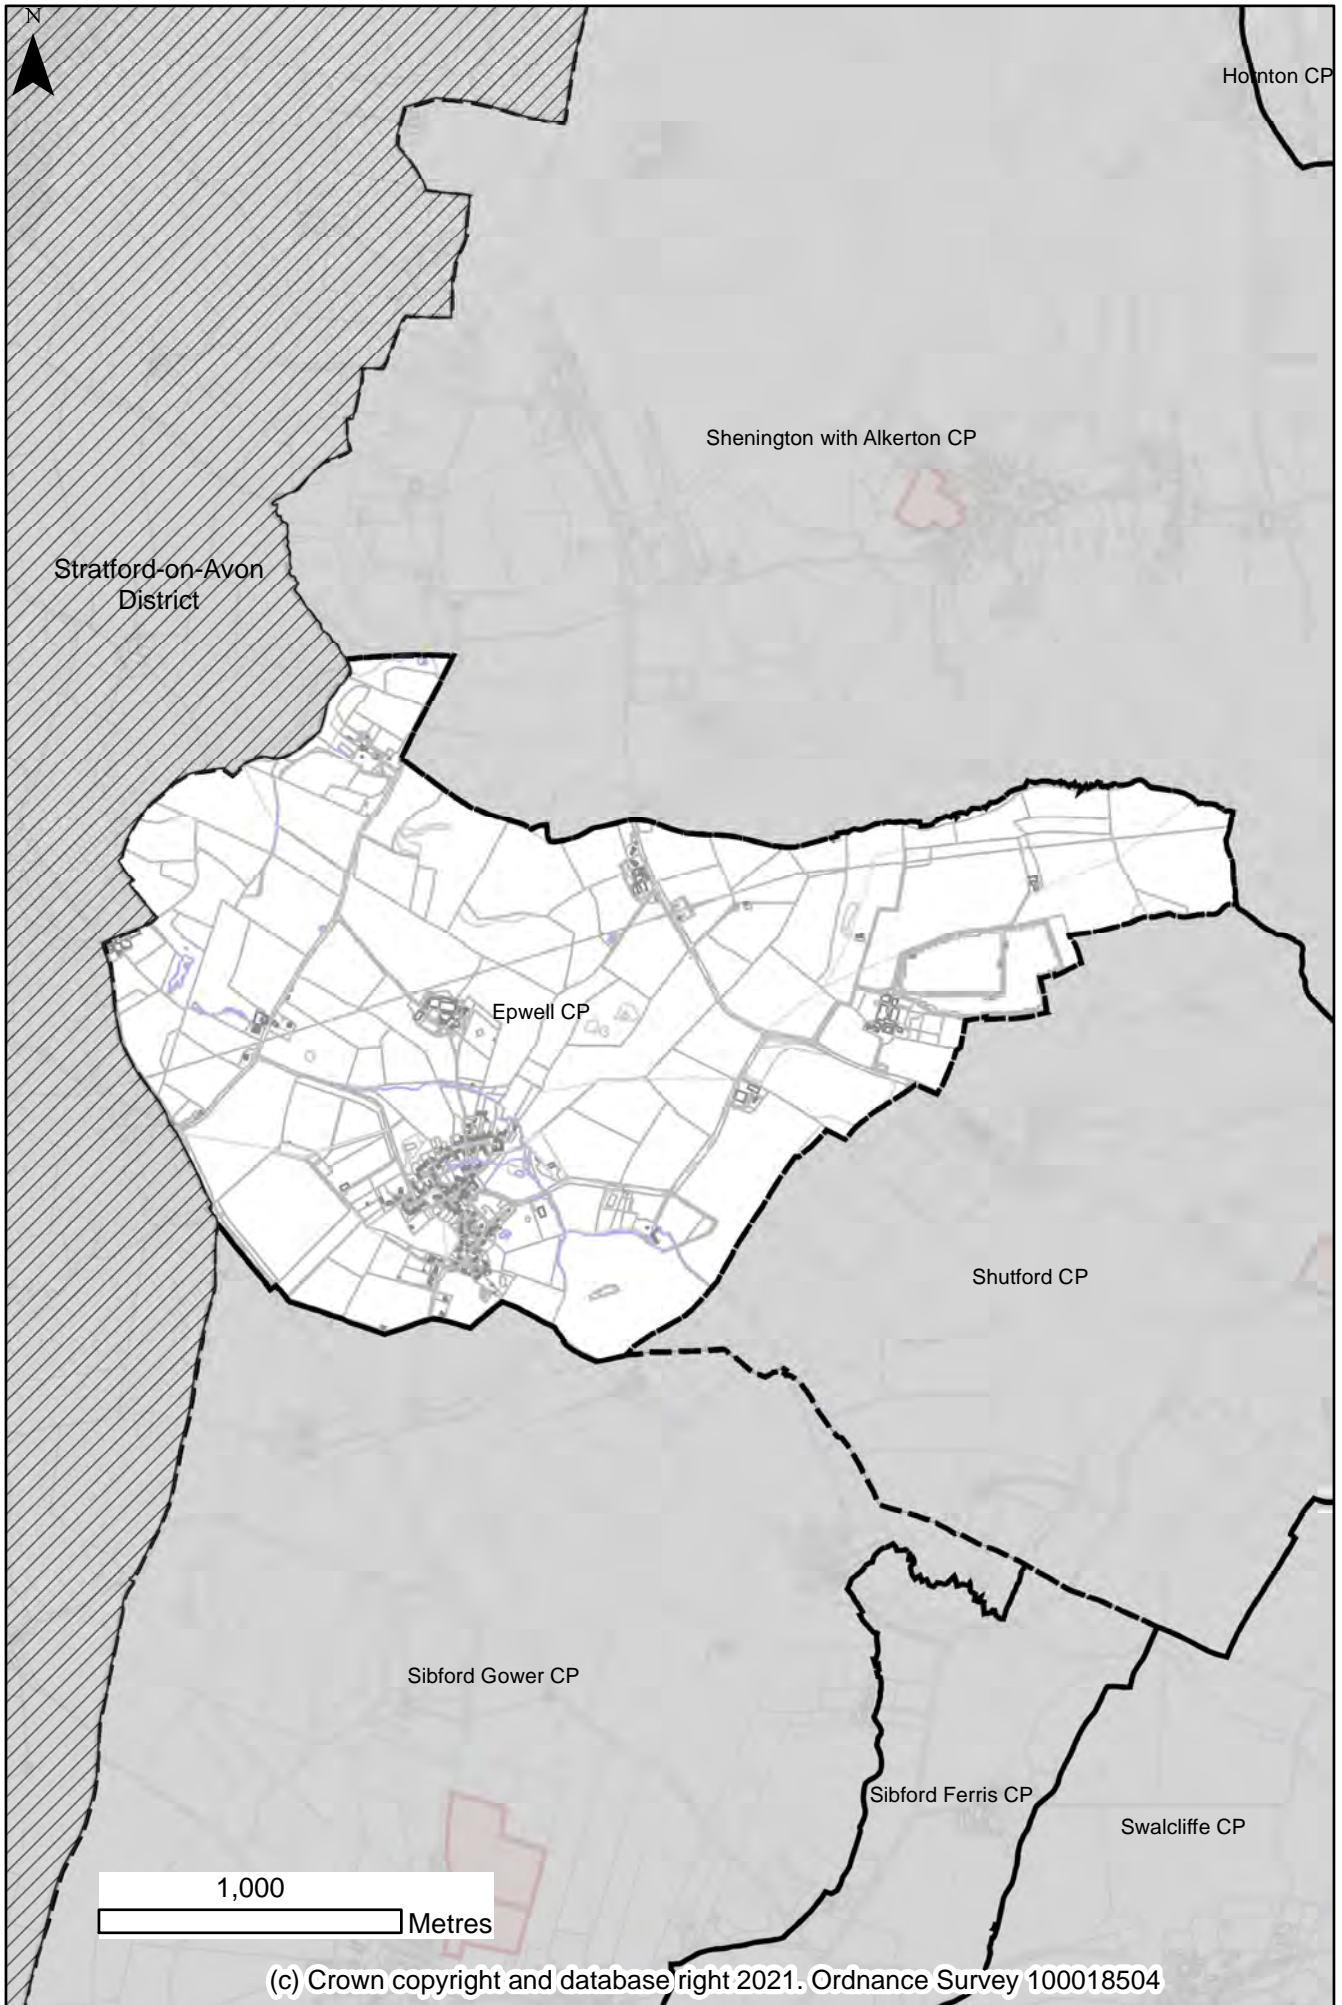 N
Hornton CP
Shenington with Alkerton CP
Stratford-on-Avon
District
Epwell CP
Shutford CP
Sibford Gower CP
Sibford Ferris CP
Swalcliffe CP
1,000
Metres
(c) Crown copyright and database right 2021. Ordnance Survey 100018504